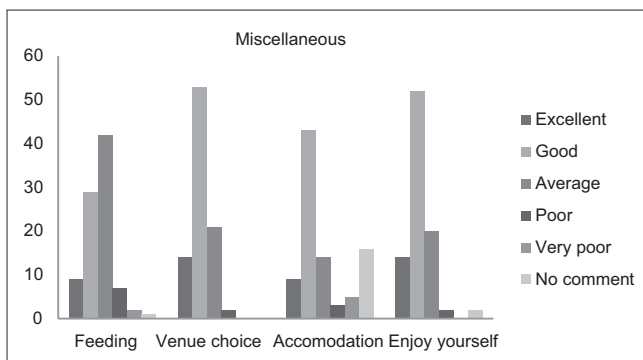 Miscellaneous
60
50
40
30
20
10
0
Feeding Venue choice Accomodation Enjoy yourself
Excellent
Good
Average
Poor
Very poor
No comment